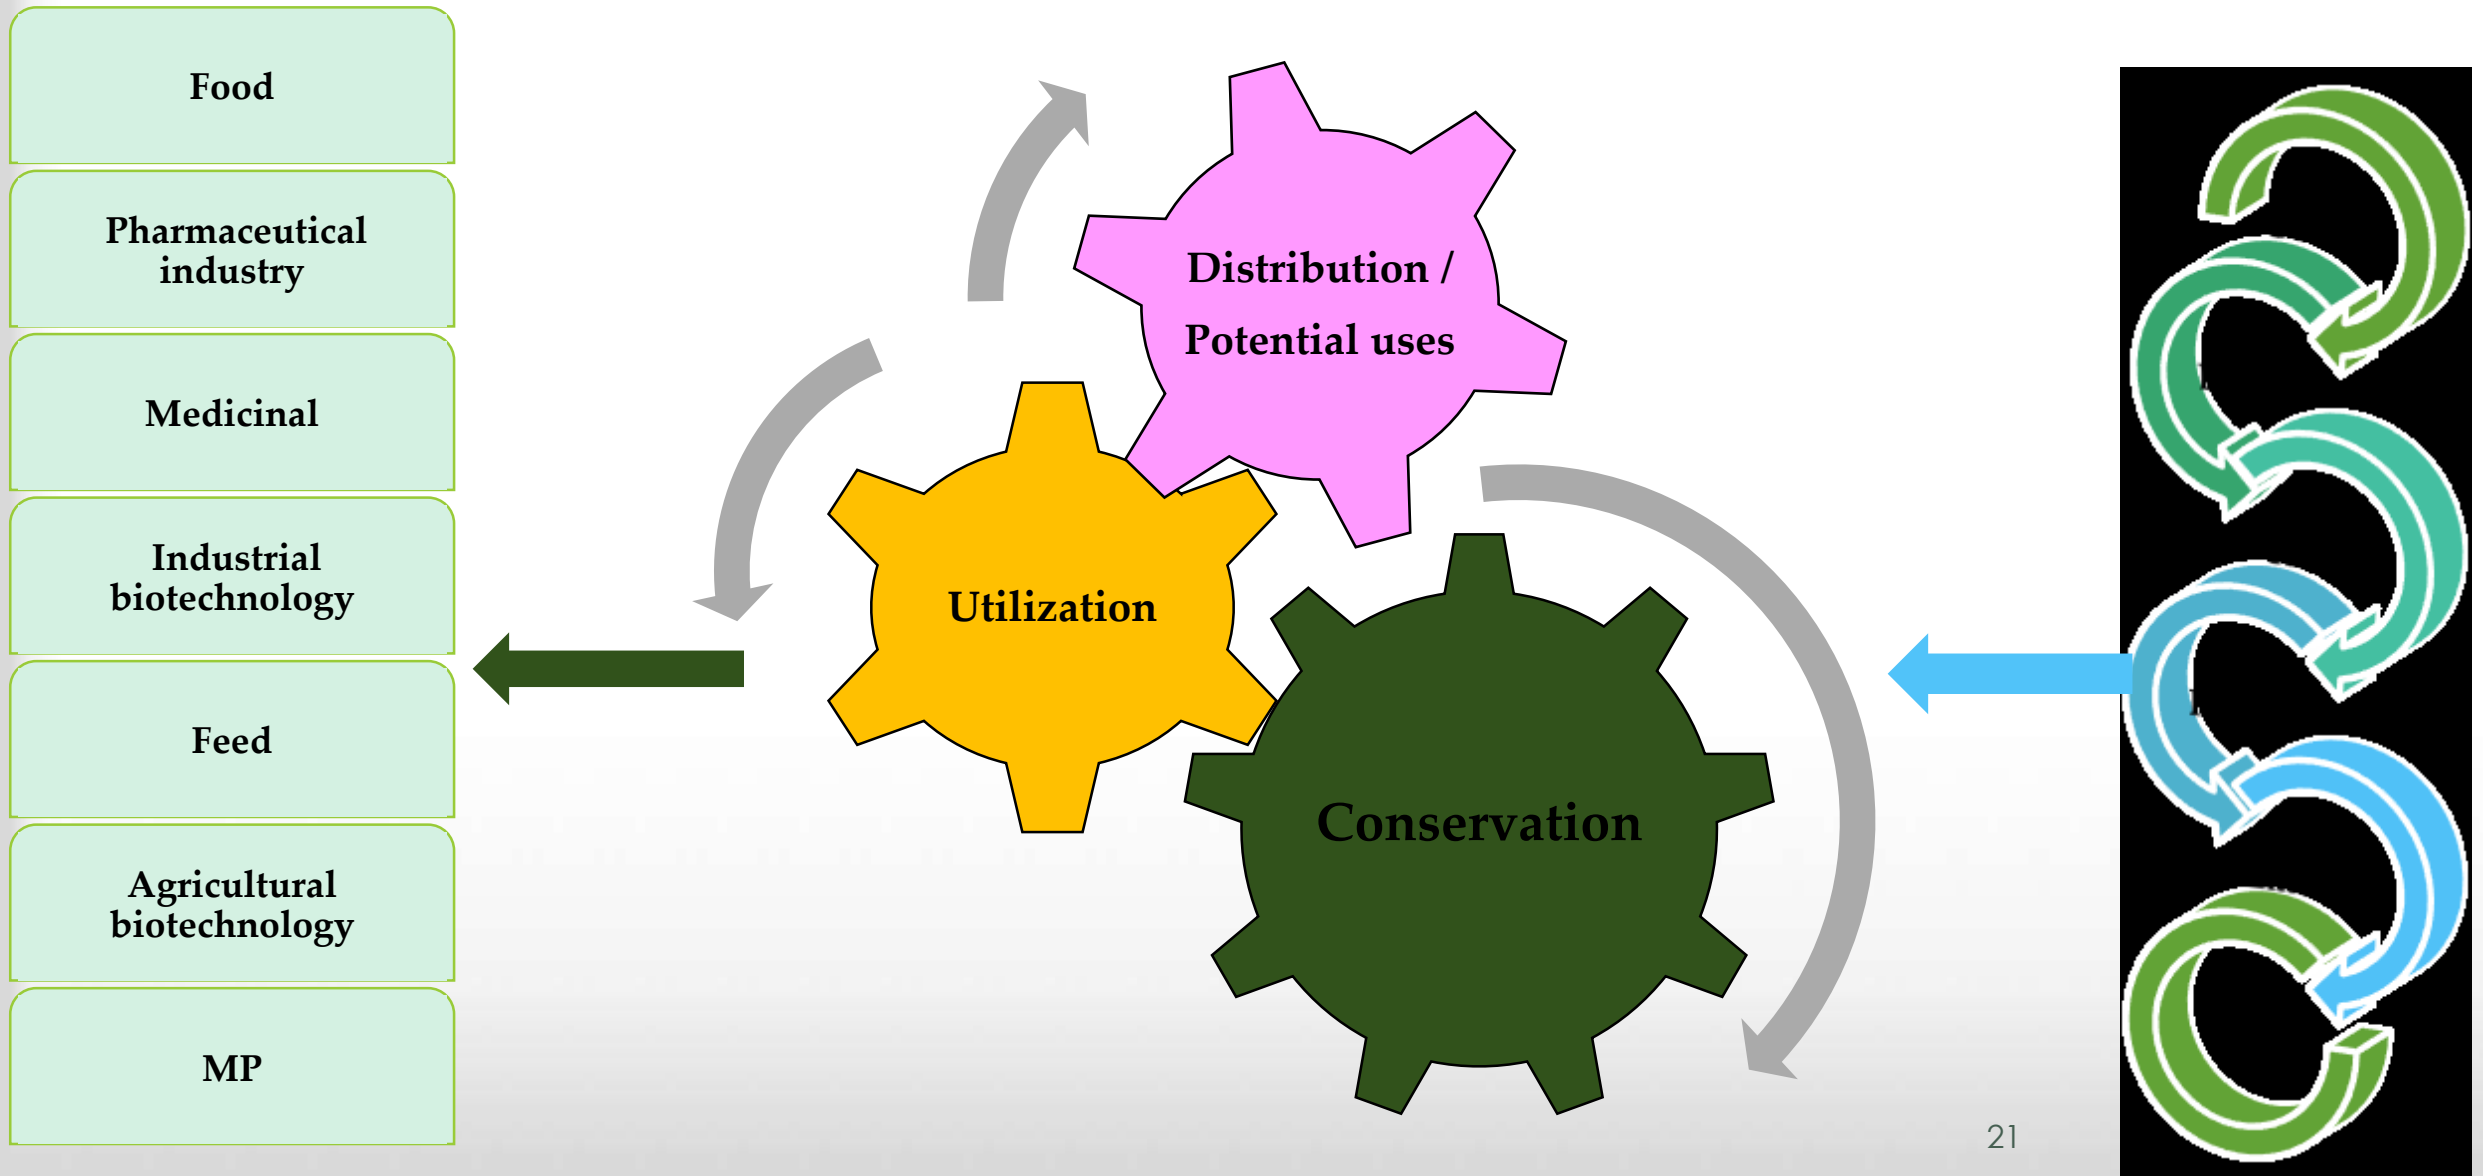 Food
Pharmaceutical
industry
Medicinal
Industrial
biotechnology
Feed
Agricultural
biotechnology
MP
Distribution /
Potential uses
Utilization
Conservation
21